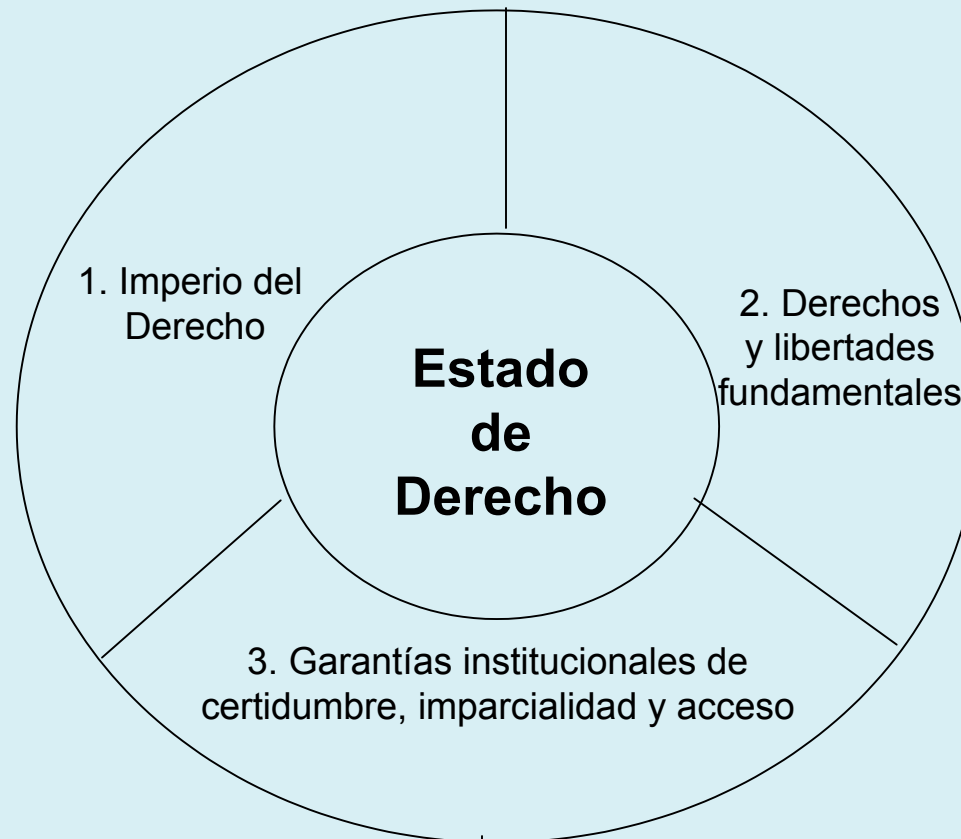 1. Imperio del
Derecho
2. Derechos
y libertades
fundamentales
Estado
de
Derecho
3. Garantías institucionales de
certidumbre, imparcialidad y acceso